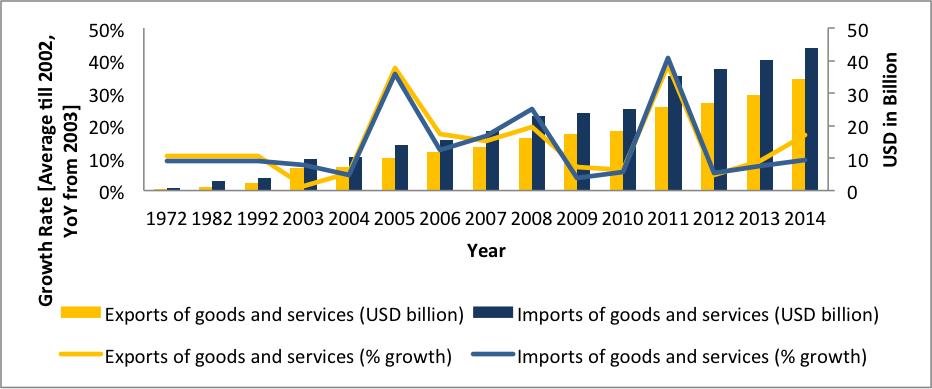 Growth Rate [Average till 2002,
YoY from 2003]
50%
40%
30%
20%
10%
0%
50
40
30
20
10
0
USD in Billion
1972 1982 1992 2003 2004 2005 2006 2007 2008 2009 2010 2011 2012 2013 2014
Year
Exports of goods and services (USD billion) Imports of goods and services (USD billion)
Exports of goods and services (% growth) Imports of goods and services (% growth)